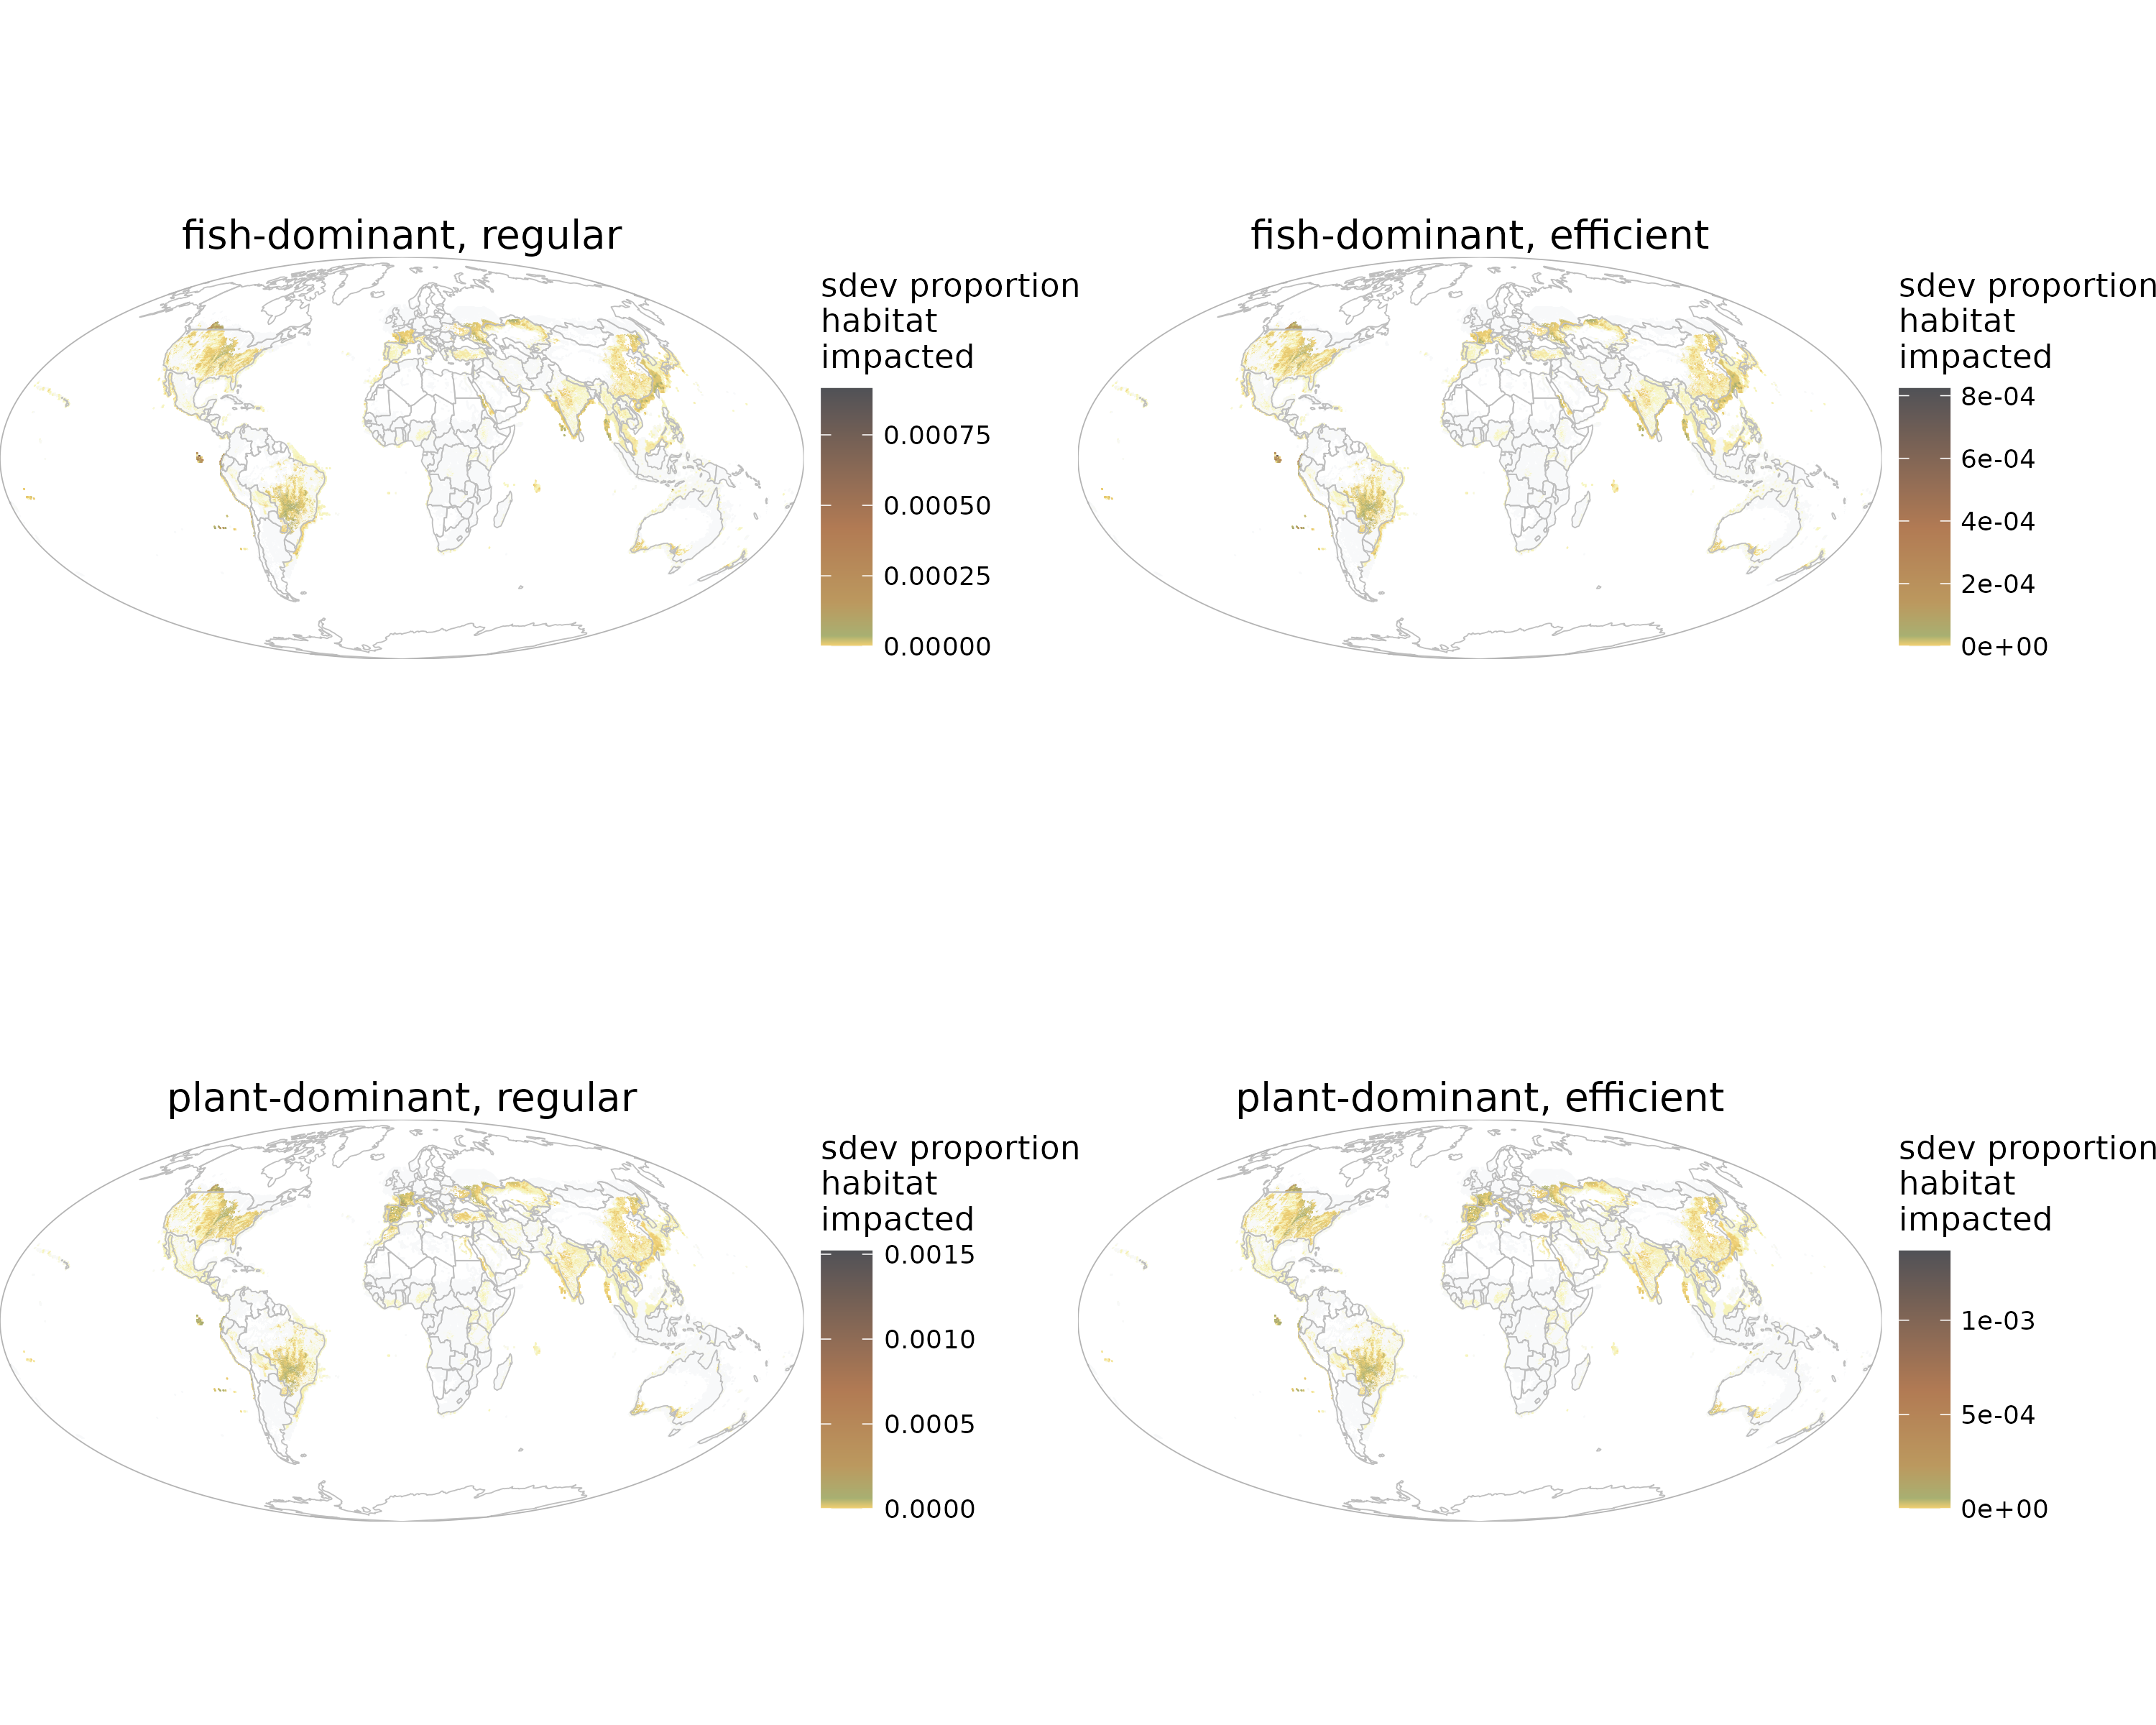 fish-dominant, regular
sdev proportion
habitat
impacted
0.00075
0.00050
0.00025
0.00000
fish-dominant, efficient
sdev proportion
habitat
impacted
8e-04
6e-04
4e-04
2e-04
0e+00
plant-dominant, regular
sdev proportion
habitat
impacted
0.0015
0.0010
0.0005
0.0000
plant-dominant, efficient
sdev proportion
habitat
impacted
1e-03
5e-04
0e+00